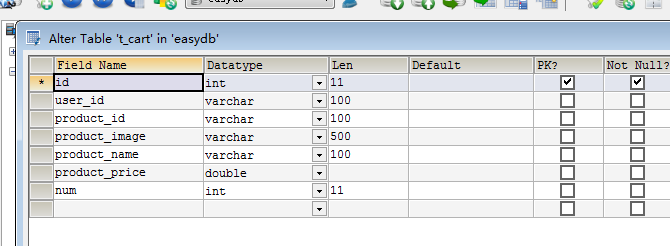 easydb
Alter Table 't_cart' in 'easydb'
Field Name Datatype Len Default PK? Not Null?
* id int 11
user_id varchar 100
product_id varchar 100
product_image varchar 500
product_name varchar 100
product_price double
num int 11